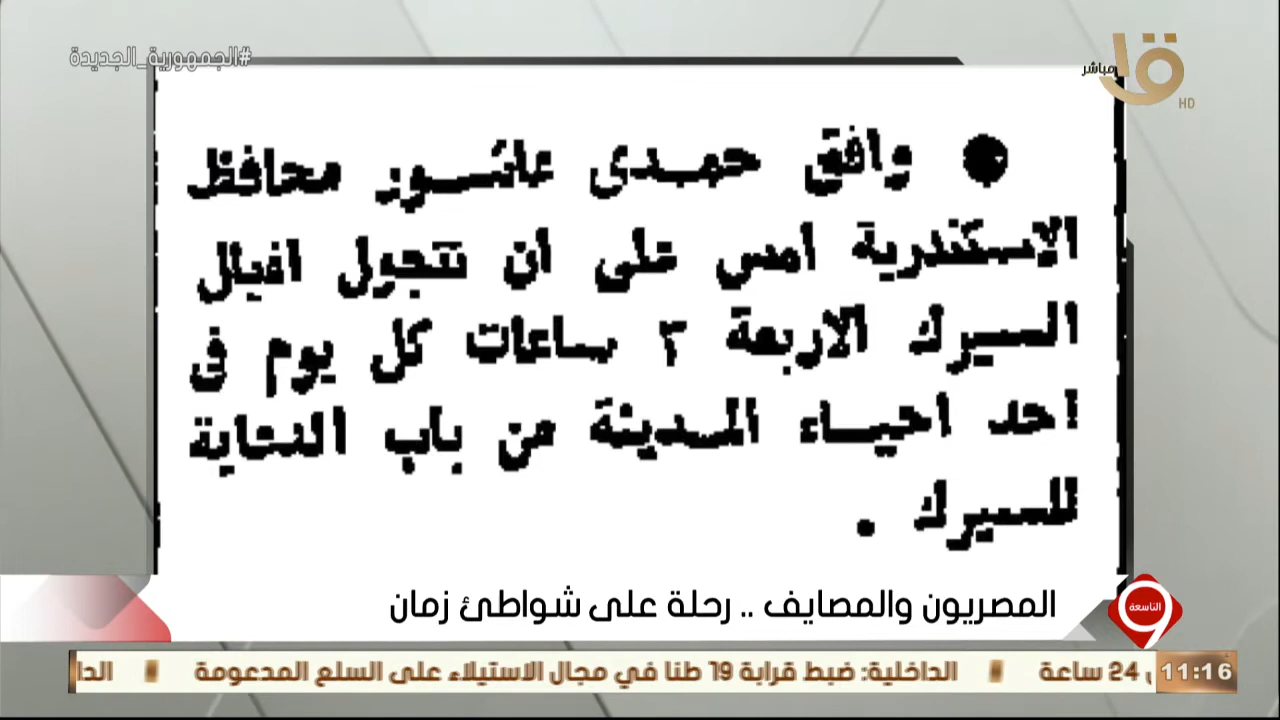 #الجمهورية_الجديدة
مباشر
HD
● وافق حمدى عاشور محافظ
الاسكندرية امس على ان تتجول افيال
السيرك الاربعة ٣ ساعات كل يوم فى
احد احياء المدينة من باب الدعاية
للسيرك .
المصريون والمصايف .. رحلة على شواطئ زمان
التاسعة
9
24 ساعة ■ الداخلية: ضبط قرابة 19 طنا في مجال الاستيلاء على السلع المدعومة ■ الدا
11:16